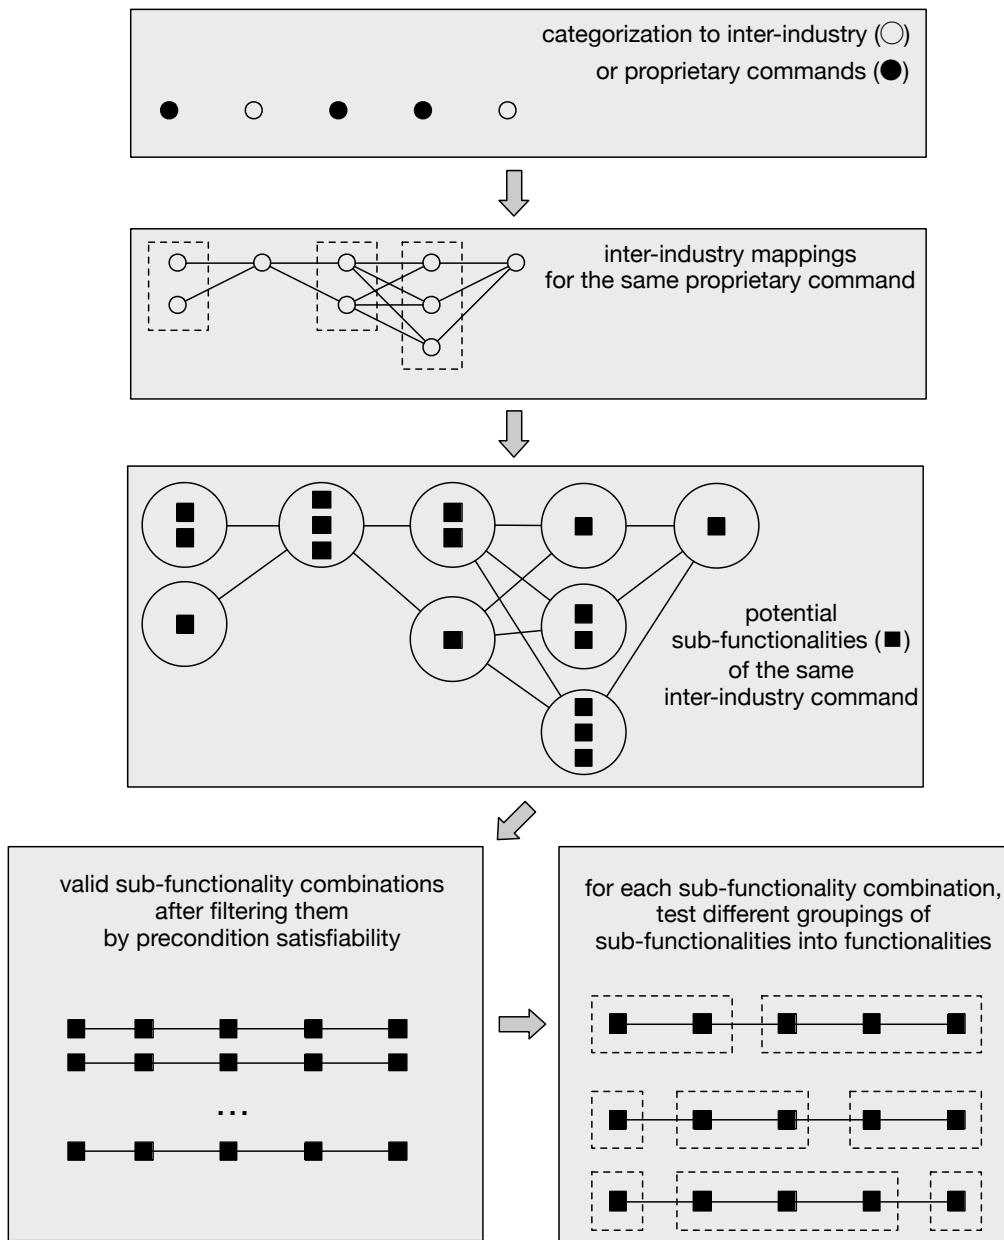 categorization to inter-industry (○)
or proprietary commands (●)
inter-industry mappings
for the same proprietary command
potential
sub-functionalities (■)
of the same
inter-industry command
valid sub-functionality combinations
after filtering them
by precondition satisfiability
...
for each sub-functionality combination,
test different groupings of
sub-functionalities into functionalities